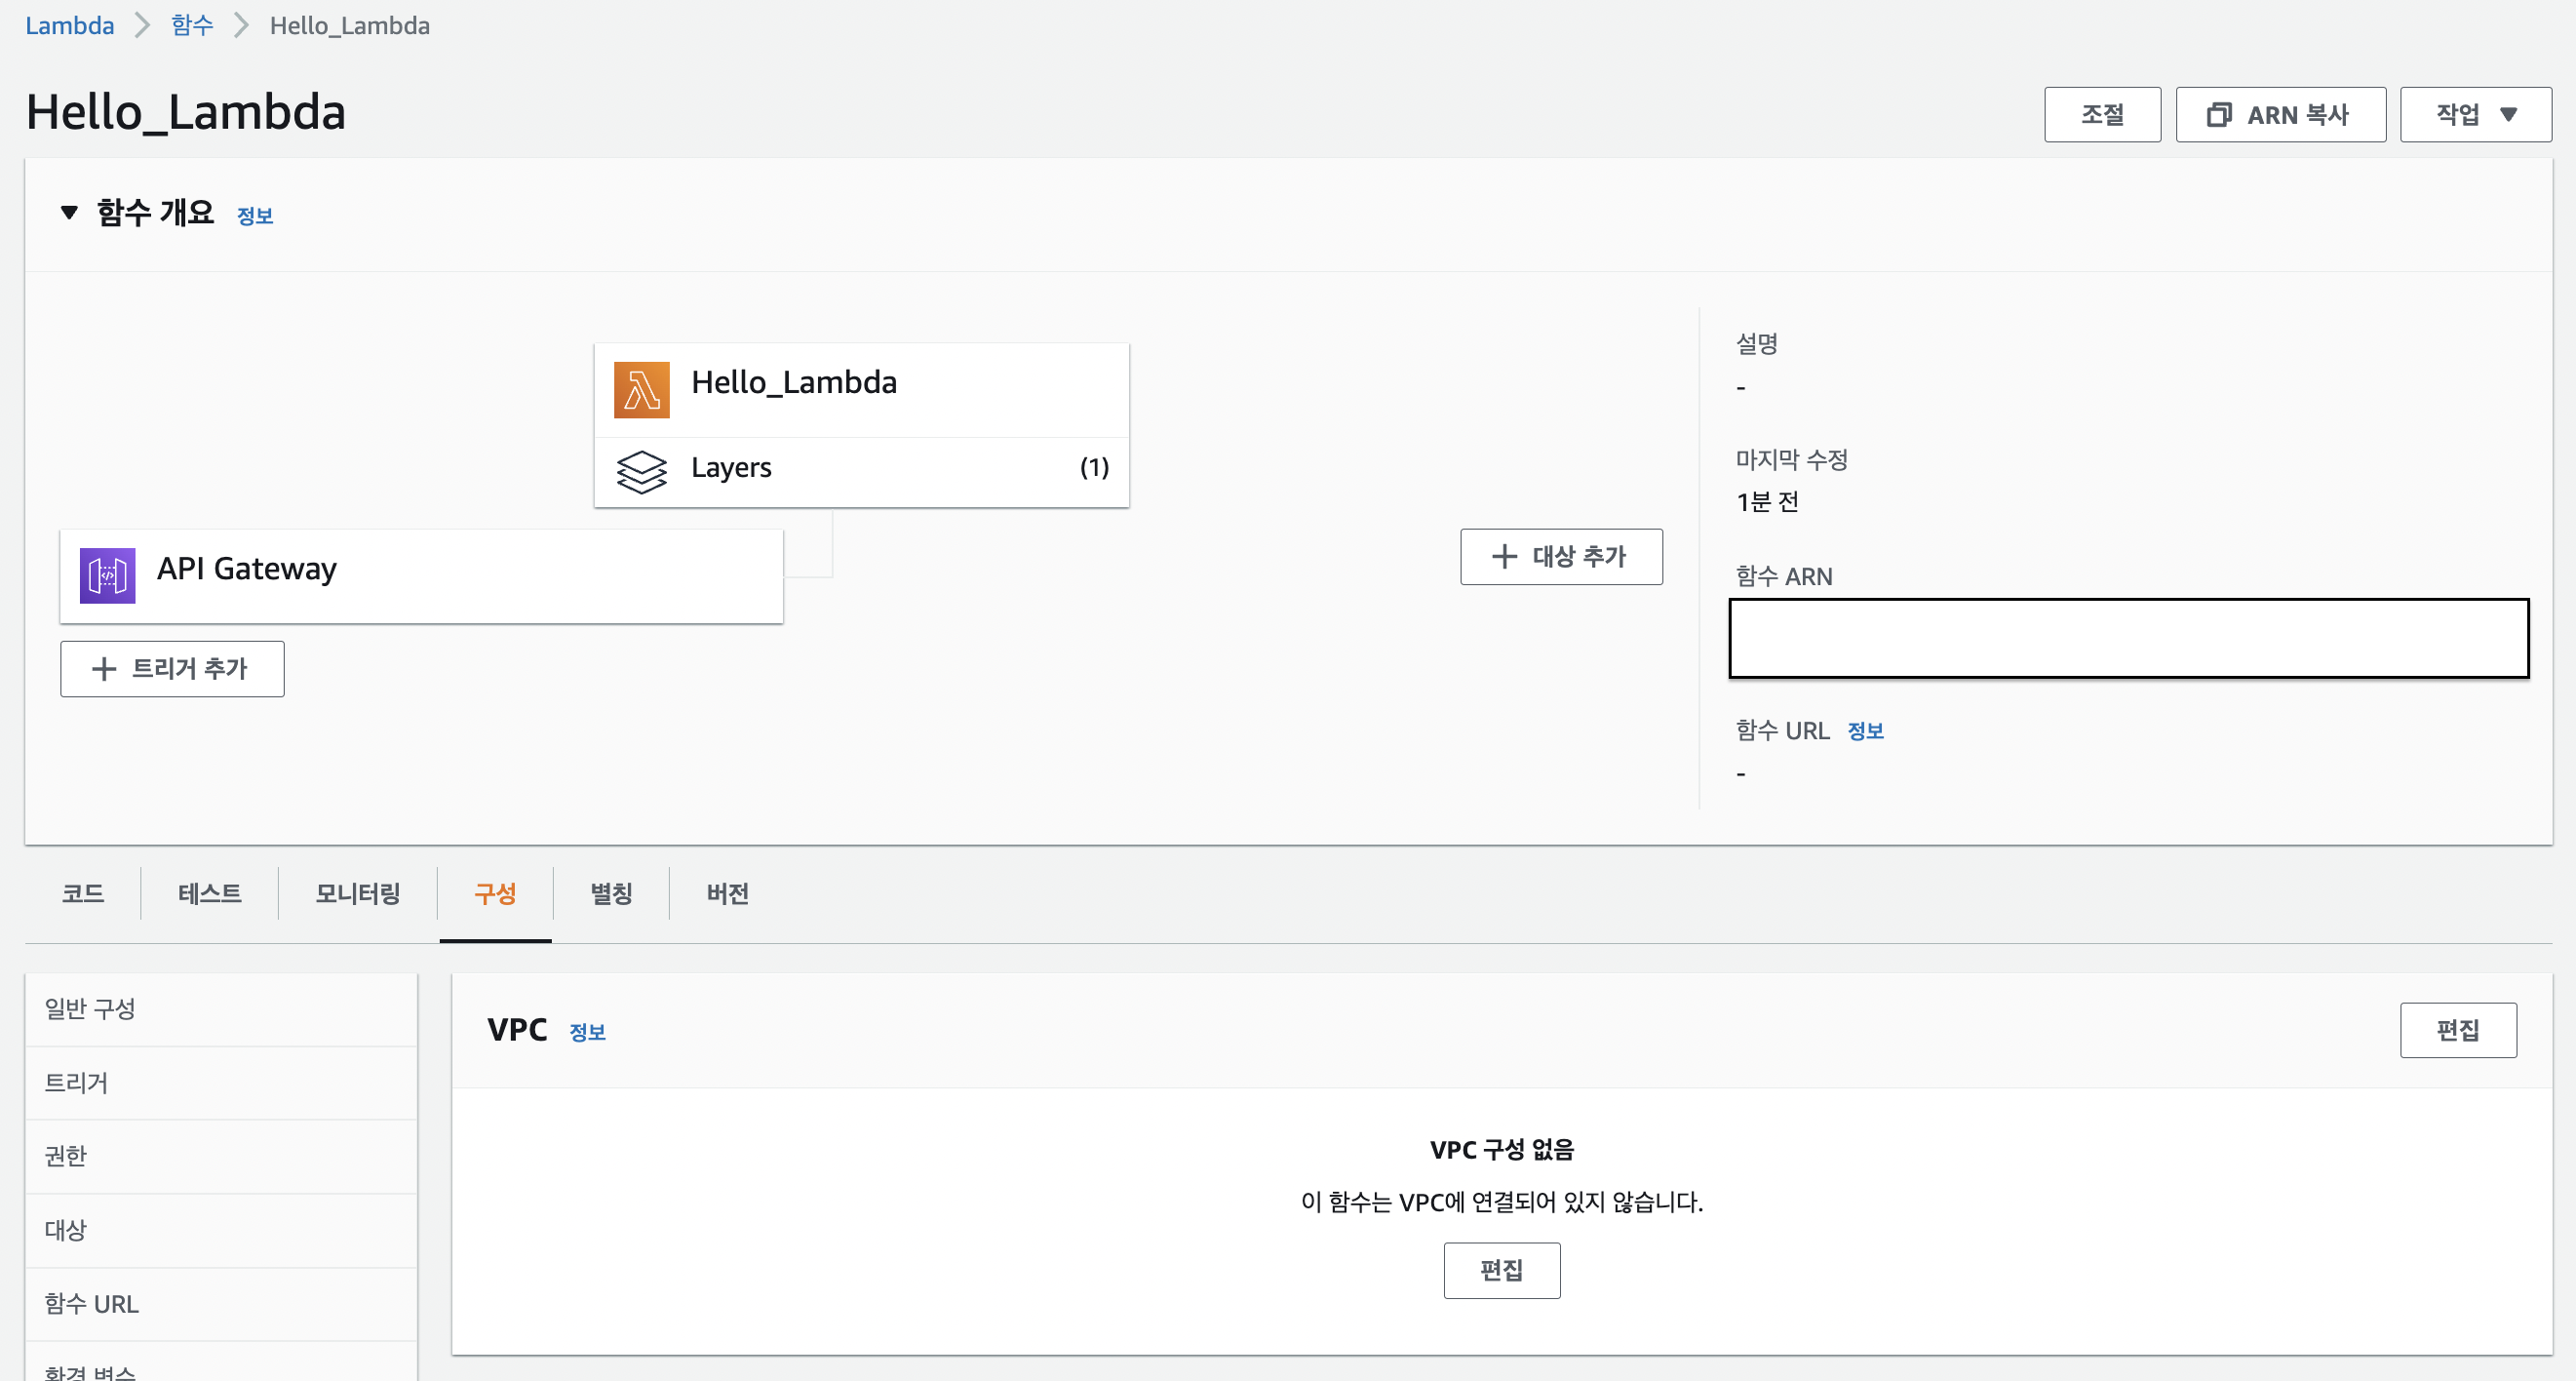 Lambda > 함수 > Hello_Lambda
Hello_Lambda
조절
ARN 복사
작업 ▼
▼ 함수 개요 정보
Hello_Lambda
Layers (1)
API Gateway
+ 트리거 추가
+ 대상 추가
설명
-
마지막 수정
1분 전
함수 ARN
함수 URL 정보
-
코드
테스트
모니터링
구성
별칭
버전
일반 구성
트리거
권한
대상
함수 URL
환경 변수
VPC 정보
편집
VPC 구성 없음
이 함수는 VPC에 연결되어 있지 않습니다.
편집